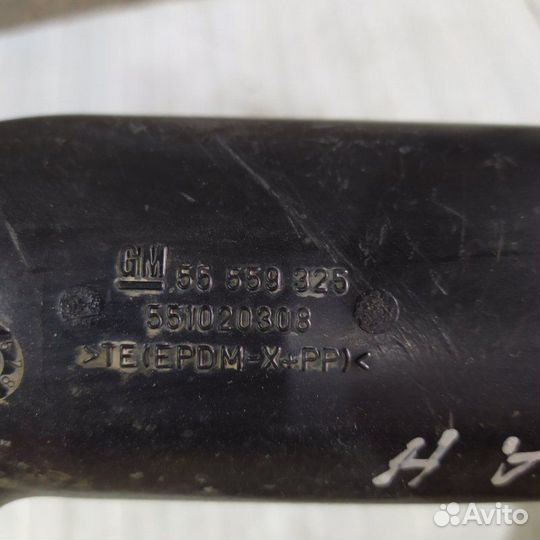 GM 55 559 325
551020308
>TE(EPDM-X+PP)<
Avito